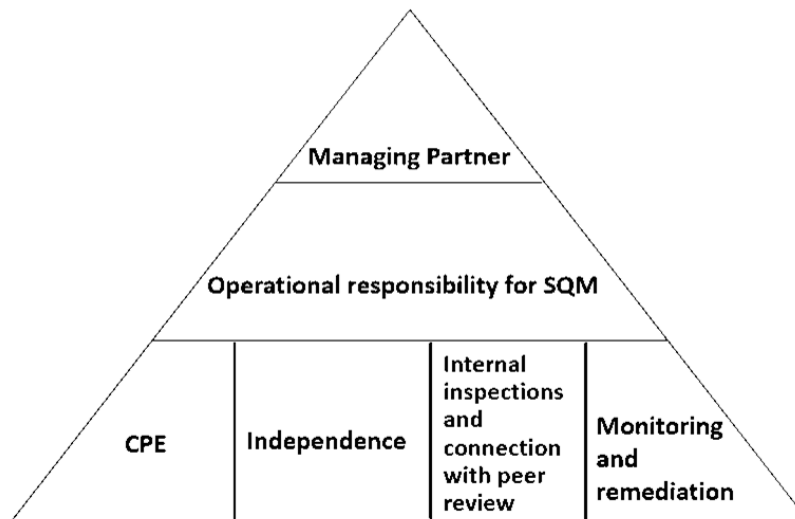 Managing Partner
Operational responsibility for SQM
CPE
Independence
Internal
inspections
and
connection
with peer
review
Monitoring
and
remediation